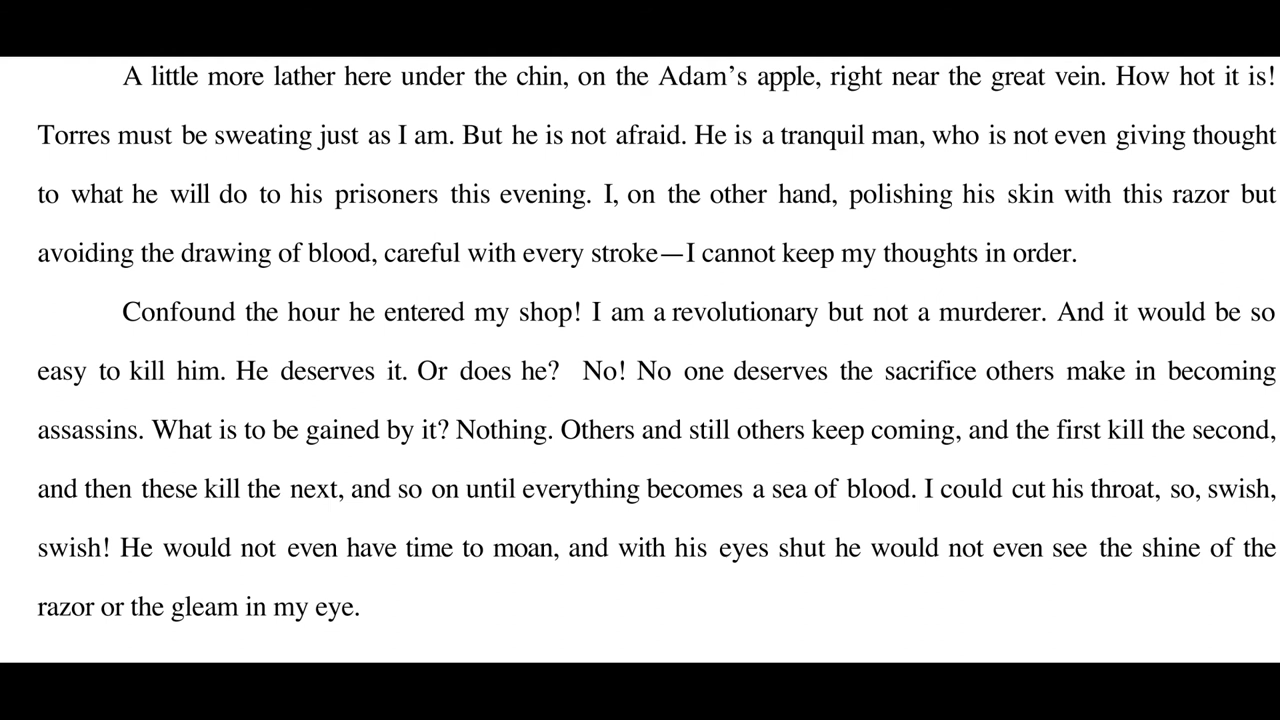 A little more lather here under the chin, on the Adam’s apple, right near the great vein. How hot it is!
Torres must be sweating just as I am. But he is not afraid. He is a tranquil man, who is not even giving thought
to what he will do to his prisoners this evening. I, on the other hand, polishing his skin with this razor but
avoiding the drawing of blood, careful with every stroke—I cannot keep my thoughts in order.
Confound the hour he entered my shop! I am a revolutionary but not a murderer. And it would be so
easy to kill him. He deserves it. Or does he? No! No one deserves the sacrifice others make in becoming
assassins. What is to be gained by it? Nothing. Others and still others keep coming, and the first kill the second,
and then these kill the next, and so on until everything becomes a sea of blood. I could cut his throat, so, swish,
swish! He would not even have time to moan, and with his eyes shut he would not even see the shine of the
razor or the gleam in my eye.